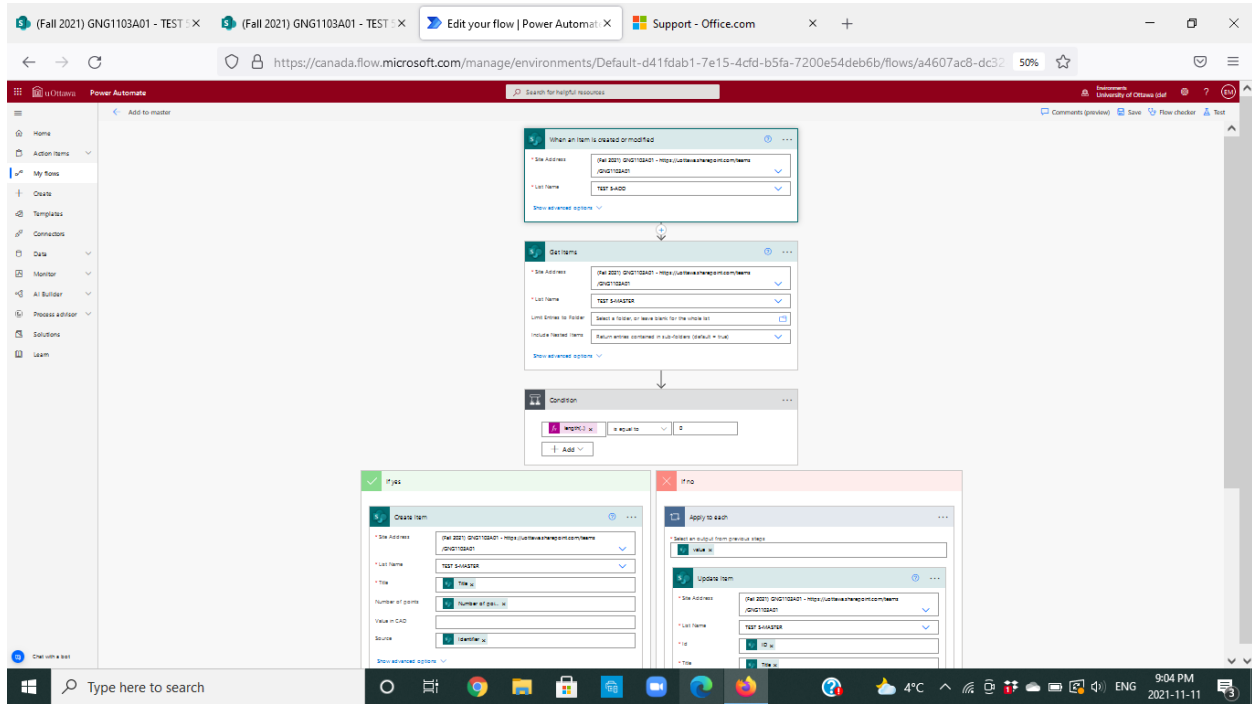 (Fall 2021) GNG1103A01 - TEST S
(Fall 2021) GNG1103A01 - TEST S
Edit your flow | Power Automat
Support - Office.com
https://canada.flow.microsoft.com/manage/environments/Default-d41fdab1-7e15-4cfd-b5fa-7200e54deb6b/flows/a4607ac8-dc32
50%
uOttawa
Power Automate
Search for helpful resources
Environments
University of Ottawa (def
EM
Add to master
Comments (preview)
Save
Flow checker
Test
Home
Action items
My flows
Create
Templates
Connectors
Data
Monitor
AI Builder
Process advisor
Solutions
Learn
Chat with a bot
When an item is created or modified
* Site Address
(Fall 2021) GNG1103A01 - https://uottawa.sharepoint.com/teams
/GNG1103A01
* List Name
TEST S-ADD
Show advanced options
Get items
* Site Address
(Fall 2021) GNG1103A01 - https://uottawa.sharepoint.com/teams
/GNG1103A01
* List Name
TEST S-MASTER
Limit Entries to Folder
Select a folder, or leave blank for the whole list
Include Nested Items
Return entries contained in sub-folders (default = true)
Show advanced options
Condition
length(...)
is equal to
0
Add
If yes
Create item
* Site Address
(Fall 2021) GNG1103A01 - https://uottawa.sharepoint.com/teams
/GNG1103A01
* List Name
TEST S-MASTER
* Title
Title
Number of points
Number of poi...
Value in CAD
Source
Identifier
Show advanced options
If no
Apply to each
* Select an output from previous steps
value
Update item
* Site Address
(Fall 2021) GNG1103A01 - https://uottawa.sharepoint.com/teams
/GNG1103A01
* List Name
TEST S-MASTER
* Id
ID
* Title
Title
Type here to search
4°C
ENG
9:04 PM
2021-11-11
3